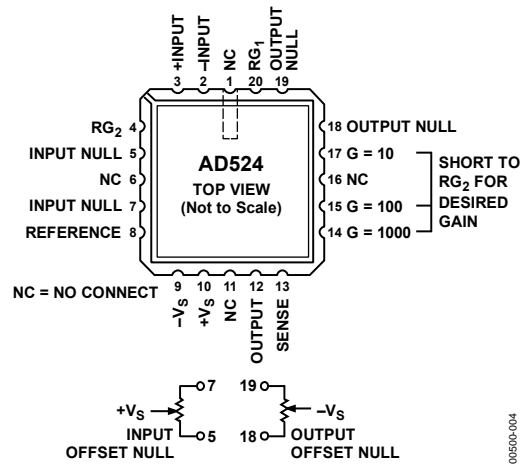 +INPUT
–INPUT
NC
RG1
OUTPUT
NULL
3 2 1 20 19
RG2 4
INPUT NULL 5
NC 6
INPUT NULL 7
REFERENCE 8
AD524
TOP VIEW
(Not to Scale)
18 OUTPUT NULL
17 G = 10
16 NC
15 G = 100
14 G = 1000
SHORT TO
RG2 FOR
DESIRED
GAIN
NC = NO CONNECT
9 10 11 12 13
–VS
+VS
NC
OUTPUT
SENSE
7
+VS
INPUT
5
OFFSET NULL
19
–VS
18
OUTPUT
OFFSET NULL
00500-004